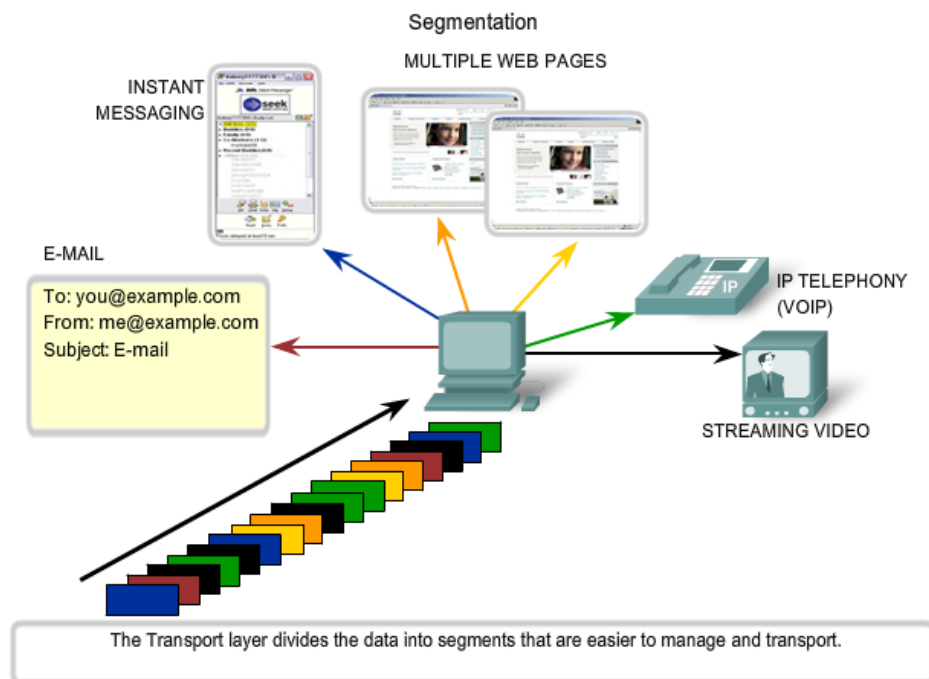 Segmentation
MULTIPLE WEB PAGES
INSTANT
MESSAGING
seek
E-MAIL
To: you@example.com
From: me@example.com
Subject: E-mail
IP
IP TELEPHONY
(VOIP)
STREAMING VIDEO
The Transport layer divides the data into segments that are easier to manage and transport.